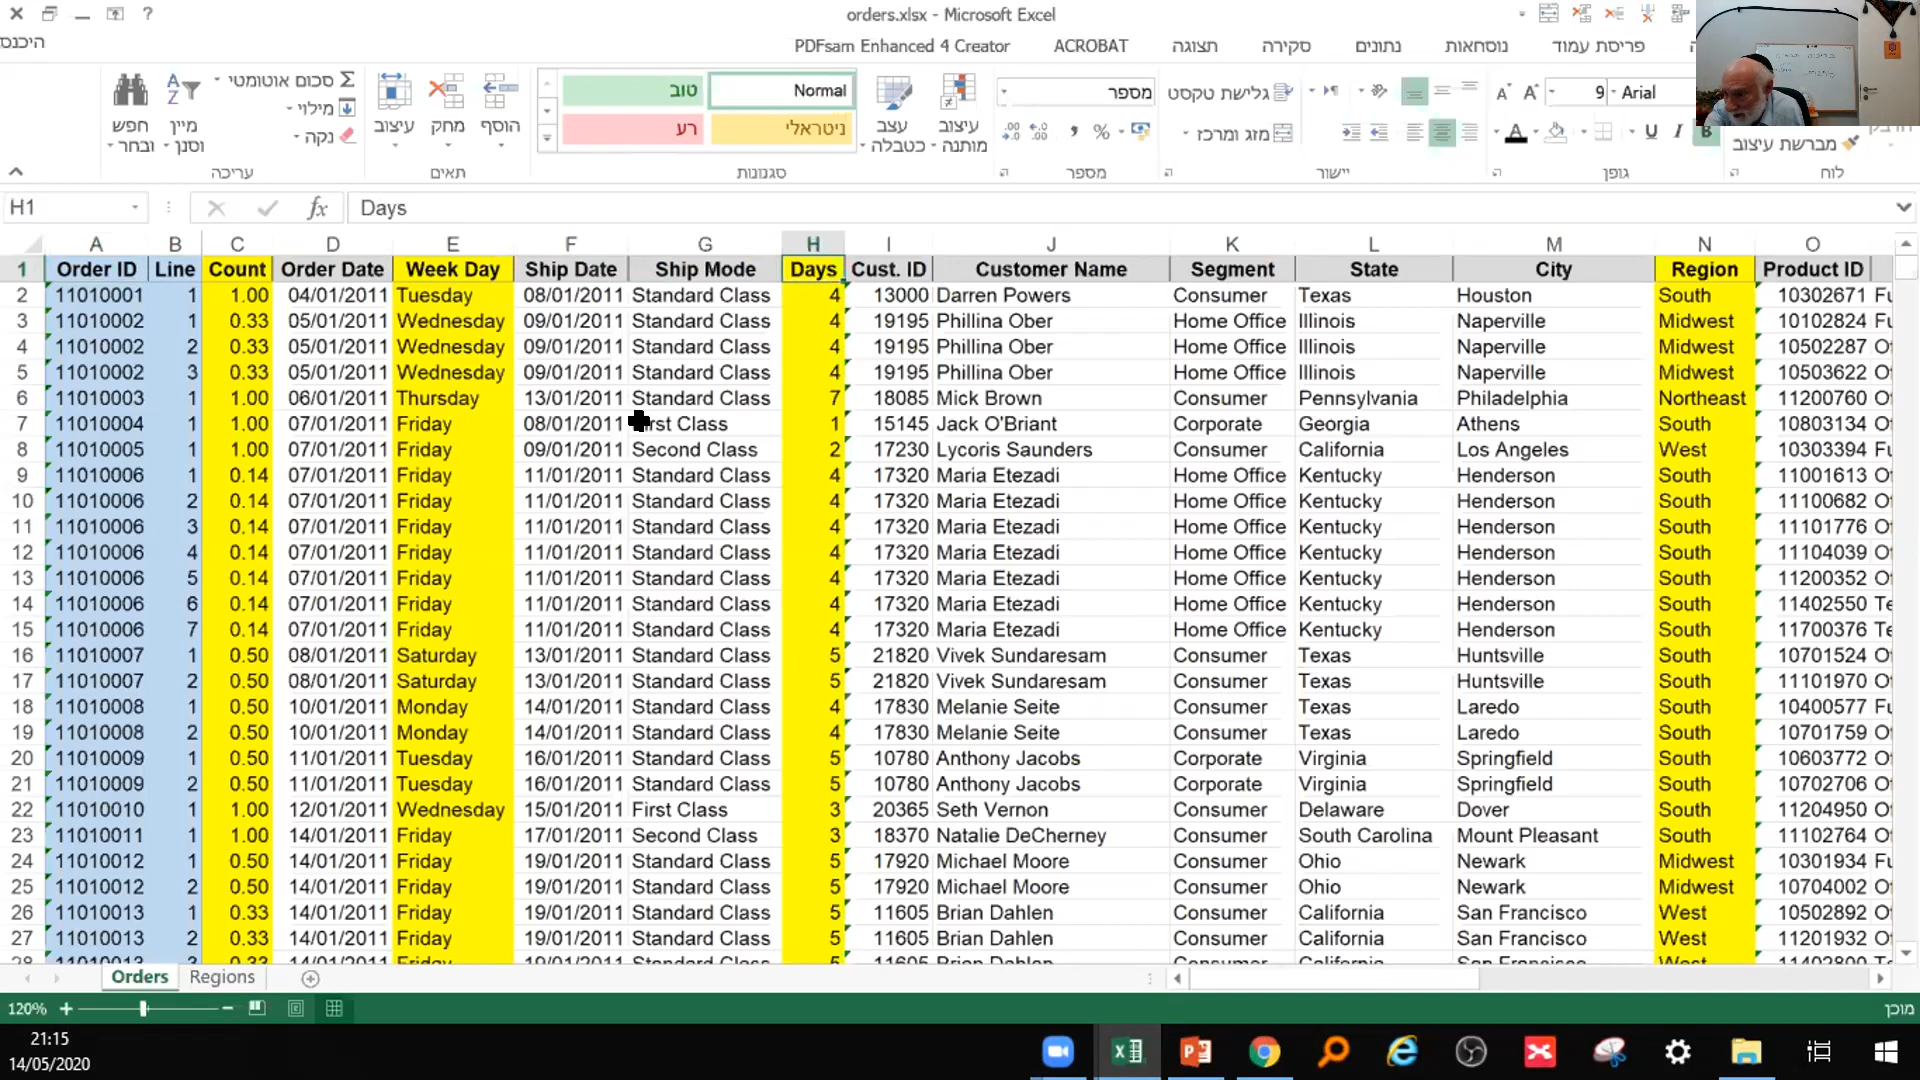 orders.xlsx - Microsoft Excel
PDFsam Enhanced 4 Creator ACROBAT תצוגה סקירה נתונים נוסחאות פריסת עמוד
סכום אוטומטי
מילוי
נקה
מיין וסנן
חפש ובחר
עריכה
הוסף מחק עיצוב
תאים
Normal טוב
ניטראלי רע
עיצוב מותנה
עצב כטבלה
סגנונות
מספר
מספר
גלישת טקסט
מזג ומרכז
יישור
Arial 9
גופן
מברשת עיצוב
לוח
H1 fx Days
A B C D E F G H I J K L M N O
1 Order ID Line Count Order Date Week Day Ship Date Ship Mode Days Cust. ID Customer Name Segment State City Region Product ID
2 11010001 1 1.00 04/01/2011 Tuesday 08/01/2011 Standard Class 4 13000 Darren Powers Consumer Texas Houston South 10302671 Fu
3 11010002 1 0.33 05/01/2011 Wednesday 09/01/2011 Standard Class 4 19195 Phillina Ober Home Office Illinois Naperville Midwest 10102824 Fu
4 11010002 2 0.33 05/01/2011 Wednesday 09/01/2011 Standard Class 4 19195 Phillina Ober Home Office Illinois Naperville Midwest 10502287
5 11010002 3 0.33 05/01/2011 Wednesday 09/01/2011 Standard Class 4 19195 Phillina Ober Home Office Illinois Naperville Midwest 10503622
6 11010003 1 1.00 06/01/2011 Thursday 13/01/2011 Standard Class 7 18085 Mick Brown Consumer Pennsylvania Philadelphia Northeast 11200760
7 11010004 1 1.00 07/01/2011 Friday 08/01/2011 First Class 1 15145 Jack O'Briant Corporate Georgia Athens South 10803134
8 11010005 1 1.00 07/01/2011 Friday 09/01/2011 Second Class 2 17230 Lycoris Saunders Consumer California Los Angeles West 10303394 Fu
9 11010006 1 0.14 07/01/2011 Friday 11/01/2011 Standard Class 4 17320 Maria Etezadi Home Office Kentucky Henderson South 11001613
10 11010006 2 0.14 07/01/2011 Friday 11/01/2011 Standard Class 4 17320 Maria Etezadi Home Office Kentucky Henderson South 11100682
11 11010006 3 0.14 07/01/2011 Friday 11/01/2011 Standard Class 4 17320 Maria Etezadi Home Office Kentucky Henderson South 11101776
12 11010006 4 0.14 07/01/2011 Friday 11/01/2011 Standard Class 4 17320 Maria Etezadi Home Office Kentucky Henderson South 11104039
13 11010006 5 0.14 07/01/2011 Friday 11/01/2011 Standard Class 4 17320 Maria Etezadi Home Office Kentucky Henderson South 11200352
14 11010006 6 0.14 07/01/2011 Friday 11/01/2011 Standard Class 4 17320 Maria Etezadi Home Office Kentucky Henderson South 11402550 Te
15 11010006 7 0.14 07/01/2011 Friday 11/01/2011 Standard Class 4 17320 Maria Etezadi Home Office Kentucky Henderson South 11700376 Te
16 11010007 1 0.50 08/01/2011 Saturday 13/01/2011 Standard Class 5 21820 Vivek Sundaresam Consumer Texas Huntsville South 10701524
17 11010007 2 0.50 08/01/2011 Saturday 13/01/2011 Standard Class 5 21820 Vivek Sundaresam Consumer Texas Huntsville South 11101970
18 11010008 1 0.50 10/01/2011 Monday 14/01/2011 Standard Class 4 17830 Melanie Seite Consumer Texas Laredo South 10400577 Fu
19 11010008 2 0.50 10/01/2011 Monday 14/01/2011 Standard Class 4 17830 Melanie Seite Consumer Texas Laredo South 10701759
20 11010009 1 0.50 11/01/2011 Tuesday 16/01/2011 Standard Class 5 10780 Anthony Jacobs Corporate Virginia Springfield South 10603772
21 11010009 2 0.50 11/01/2011 Tuesday 16/01/2011 Standard Class 5 10780 Anthony Jacobs Corporate Virginia Springfield South 10702706
22 11010010 1 1.00 12/01/2011 Wednesday 15/01/2011 First Class 3 20365 Seth Vernon Consumer Delaware Dover South 11204950
23 11010011 1 1.00 14/01/2011 Friday 17/01/2011 Second Class 3 18370 Natalie DeCherney Consumer South Carolina Mount Pleasant South 11102764
24 11010012 1 0.50 14/01/2011 Friday 19/01/2011 Standard Class 5 17920 Michael Moore Consumer Ohio Newark Midwest 10301934 Fu
25 11010012 2 0.50 14/01/2011 Friday 19/01/2011 Standard Class 5 17920 Michael Moore Consumer Ohio Newark Midwest 10704002
26 11010013 1 0.33 14/01/2011 Friday 19/01/2011 Standard Class 5 11605 Brian Dahlen Consumer California San Francisco West 10502892
27 11010013 2 0.33 14/01/2011 Friday 19/01/2011 Standard Class 5 11605 Brian Dahlen Consumer California San Francisco West 11201932
Orders Regions
120% מוכן
21:15
14/05/2020